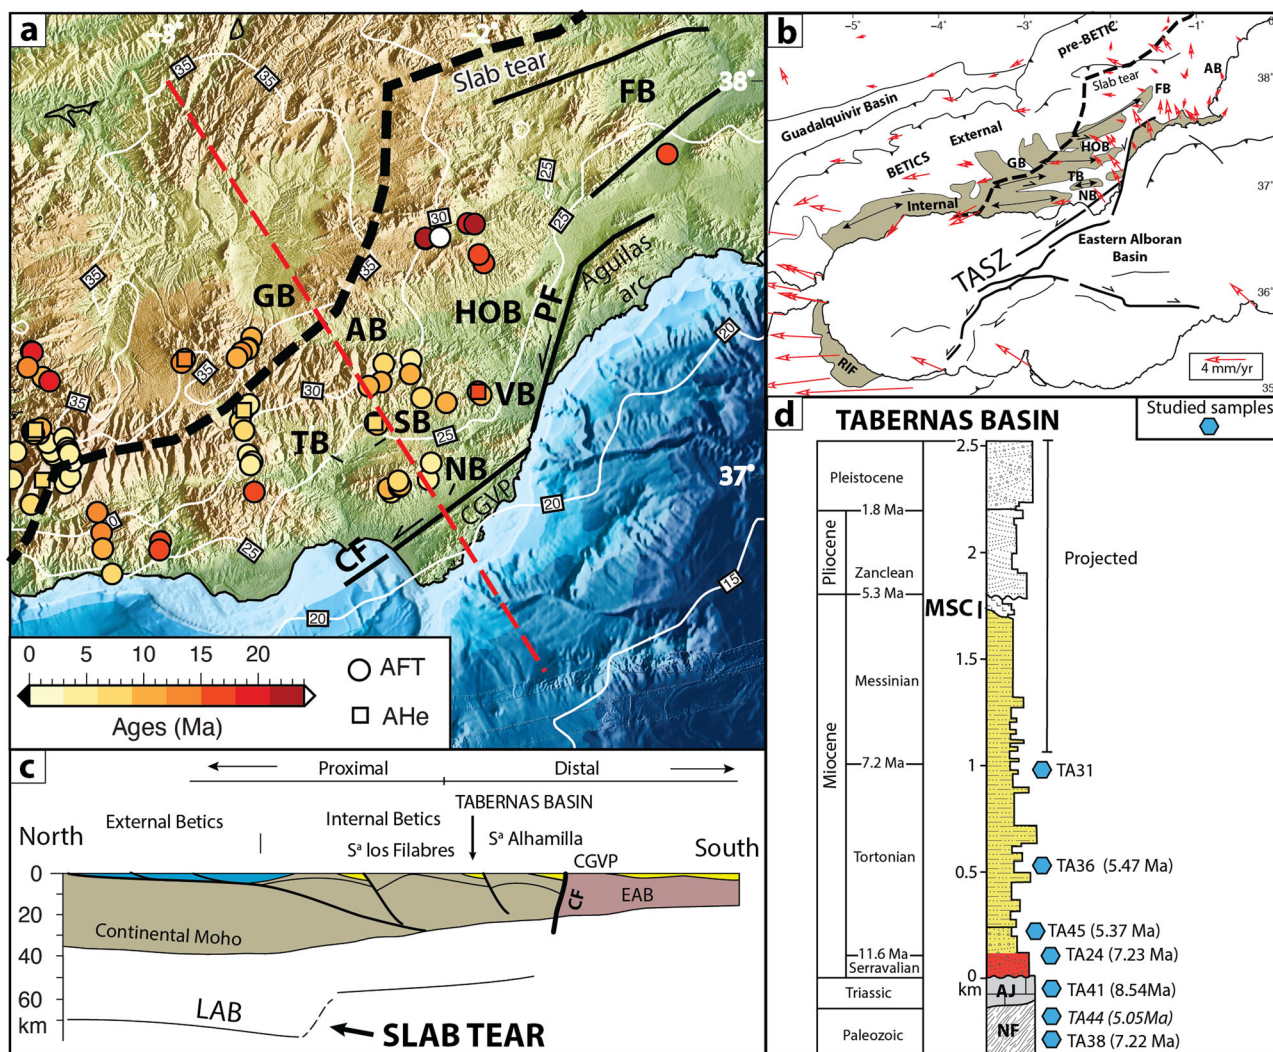 a
-3°
-2°
38°
37°
Slab tear
FB
GB
AB
HOB
PF
Aguilas
arc
VB
SB
TB
NB
CGVP
CF
35
35
35
35
35
35
30
30
25
25
25
25
20
20
20
15
0
5
10
15
20
Ages (Ma)
AFT
AHe
b
-5°
-4°
-3°
-2°
-1°
38°
37°
36°
35
pre-BETIC
Slab tear
AB
FB
Guadalquivir Basin
External
BETICS
HOB
GB
TB
NB
Internal
TASZ
Eastern Alboran
Basin
RIF
4 mm/yr
c
Proximal
Distal
TABERNAS BASIN
North
External Betics
Internal Betics
Sª los Filabres
Sª Alhamilla
CGVP
South
0
20
40
60
km
CF
EAB
Continental Moho
LAB
SLAB TEAR
d
TABERNAS BASIN
Studied samples
2.5
Pleistocene
1.8 Ma
Pliocene
Zanclean
2
5.3 Ma
MSC
Projected
1.5
Miocene
Messinian
7.2 Ma
1
TA31
Tortonian
TA36 (5.47 Ma)
0.5
TA45 (5.37 Ma)
11.6 Ma
TA24 (7.23 Ma)
Serravalian
0
km
Triassic
AJ
TA41 (8.54Ma)
TA44 (5.05Ma)
Paleozoic
NF
TA38 (7.22 Ma)